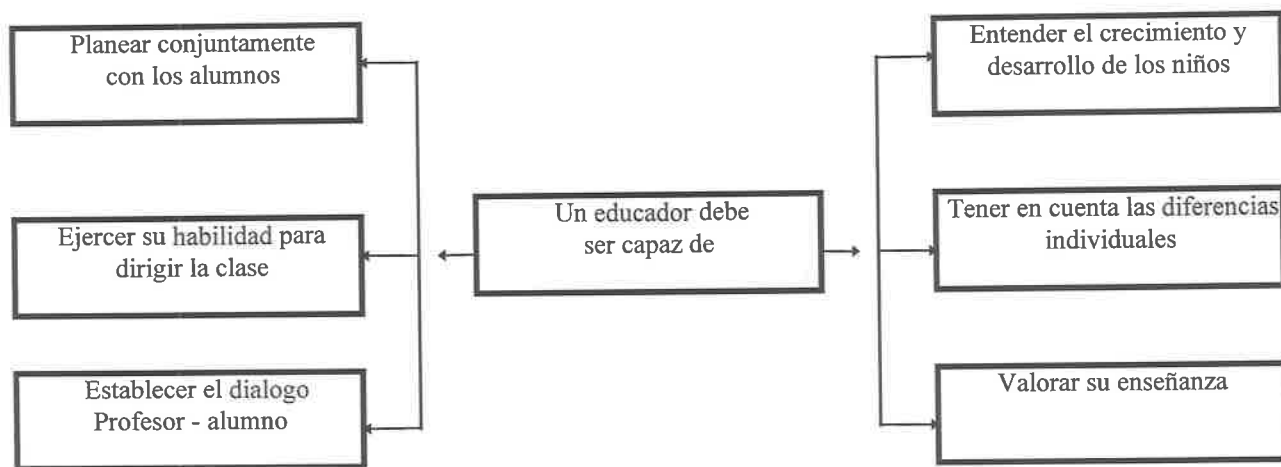 Planear conjuntamente
con los alumnos
Entender el crecimiento y
desarrollo de los niños
Ejercer su habilidad para
dirigir la clase
Un educador debe
ser capaz de
Tener en cuenta las diferencias
individuales
Establecer el dialogo
Profesor - alumno
Valorar su enseñanza